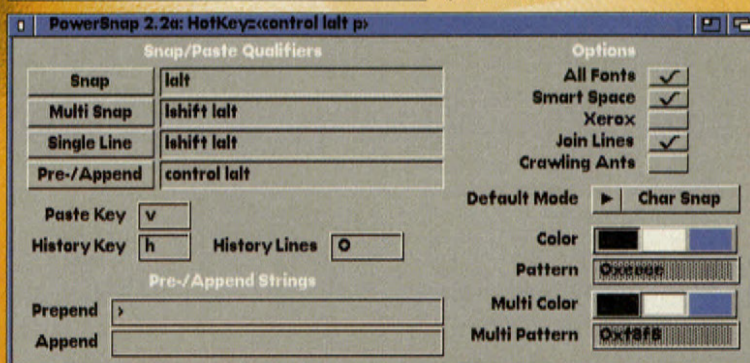 PowerSnap 2.2a: HotKey=<control lalt p>
Snap/Paste Qualifiers
Snap lalt
Multi Snap lshift lalt
Single Line lshift lalt
Pre-/Append control lalt
Paste Key v
History Key h History Lines 0
Pre-/Append Strings
Prepend >
Append
Options
All Fonts
Smart Space
Xerox
Join Lines
Crawling Ants
Default Mode Char Snap
Color
Pattern 0xeeee
Multi Color
Multi Pattern 0xf8f8